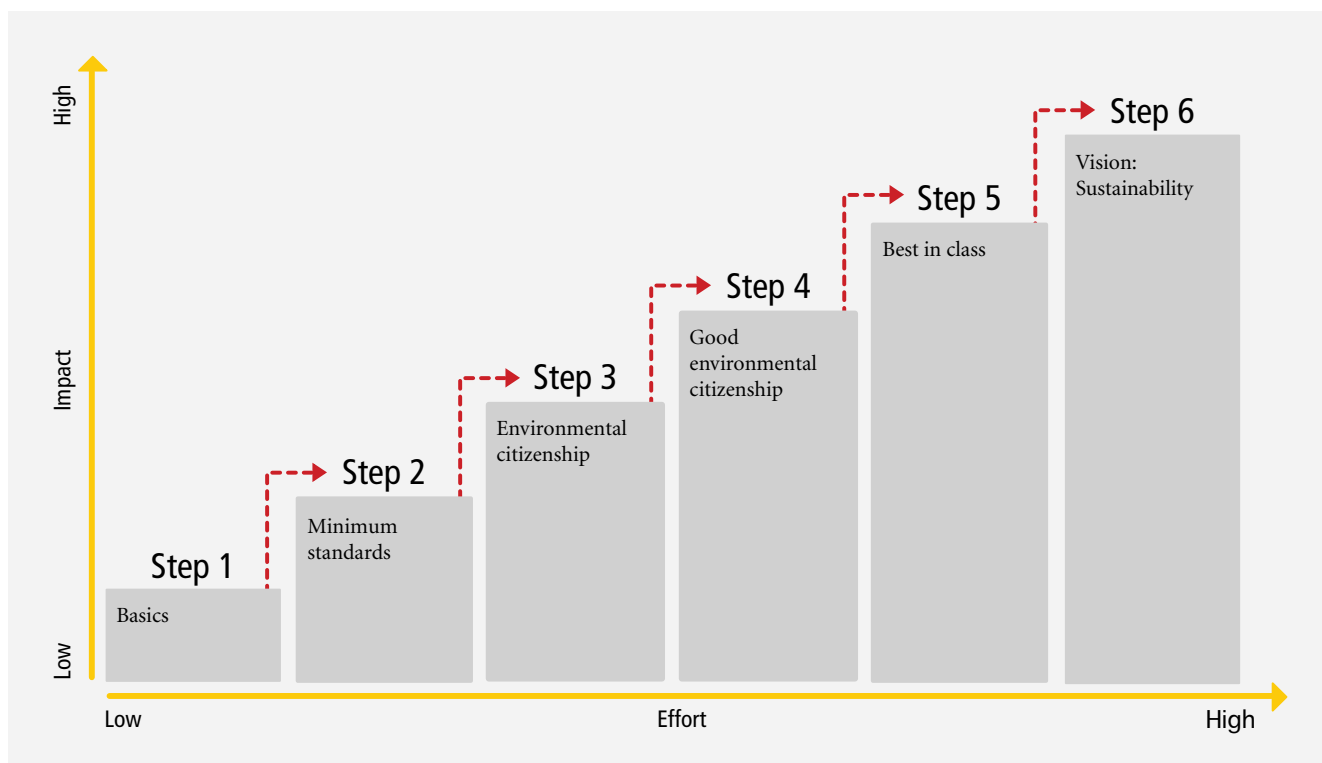 High
Impact
Low
Step 1
Basics
Step 2
Minimum
standards
Step 3
Environmental
citizenship
Step 4
Good
environmental
citizenship
Step 5
Best in class
Step 6
Vision:
Sustainability
Low
Effort
High